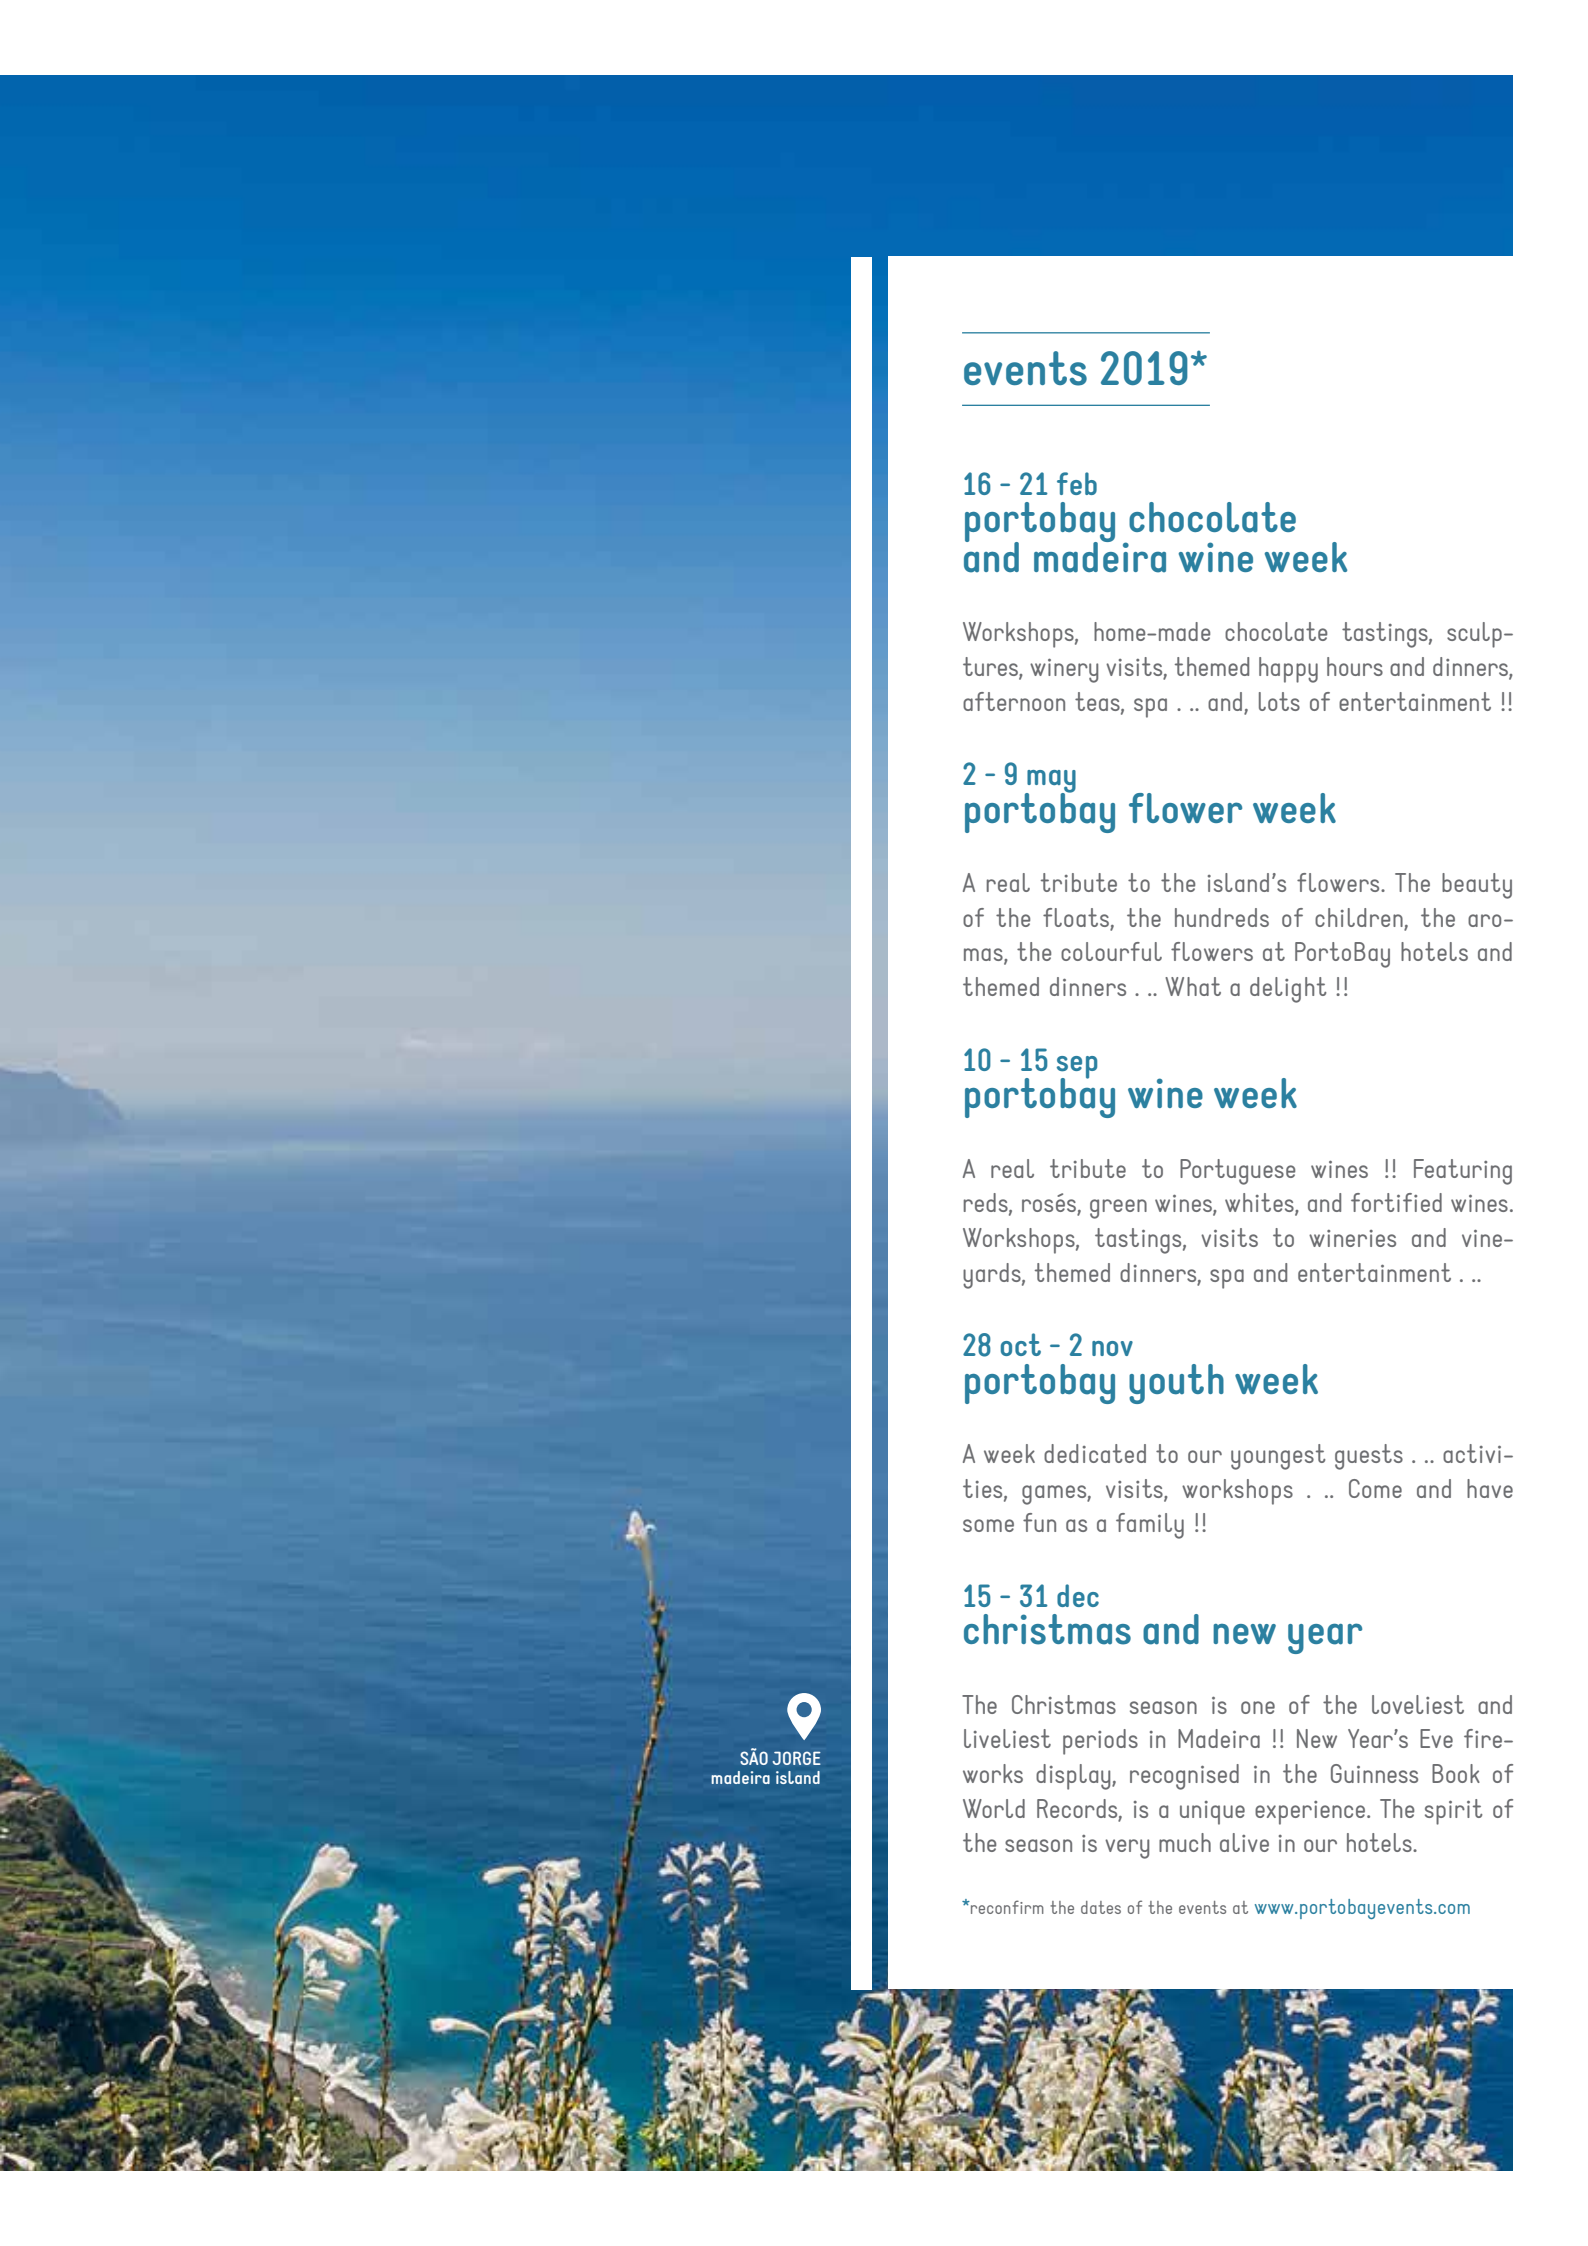 events 2019*
16 - 21 feb
portobay chocolate
and madeira wine week
Workshops, home-made chocolate tastings, sculp-
tures, winery visits, themed happy hours and dinners,
afternoon teas, spa . .. and, lots of entertainment !!
2 - 9 may
portobay flower week
A real tribute to the island's flowers. The beauty
of the floats, the hundreds of children, the aro-
mas, the colourful flowers at PortoBay hotels and
themed dinners . .. What a delight !!
10 - 15 sep
portobay wine week
A real tribute to Portuguese wines !! Featuring
reds, rosés, green wines, whites, and fortified wines.
Workshops, tastings, visits to wineries and vine-
yards, themed dinners, spa and entertainment . ..
28 oct - 2 nov
portobay youth week
A week dedicated to our youngest guests . .. activi-
ties, games, visits, workshops . .. Come and have
some fun as a family !!
15 - 31 dec
christmas and new year
The Christmas season is one of the loveliest and
liveliest periods in Madeira !! New Year's Eve fire-
works display, recognised in the Guinness Book of
World Records, is a unique experience. The spirit of
the season is very much alive in our hotels.
*reconfirm the dates of the events at www.portobayevents.com
SÃO JORGE
madeira island